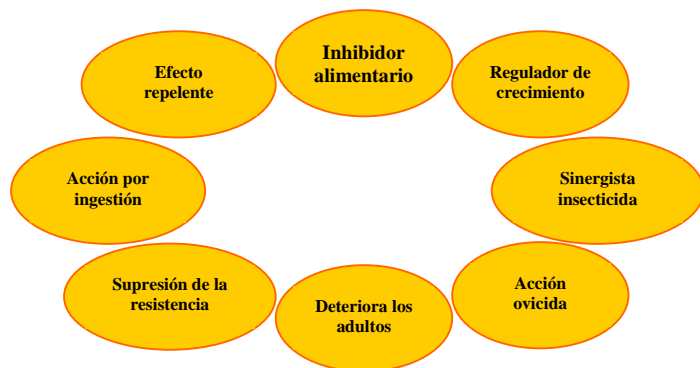 Inhibidor
alimentario
Efecto
repelente
Regulador de
crecimiento
Acción por
ingestión
Sinergista
insecticida
Supresión de la
resistencia
Deteriora los
adultos
Acción
ovicida